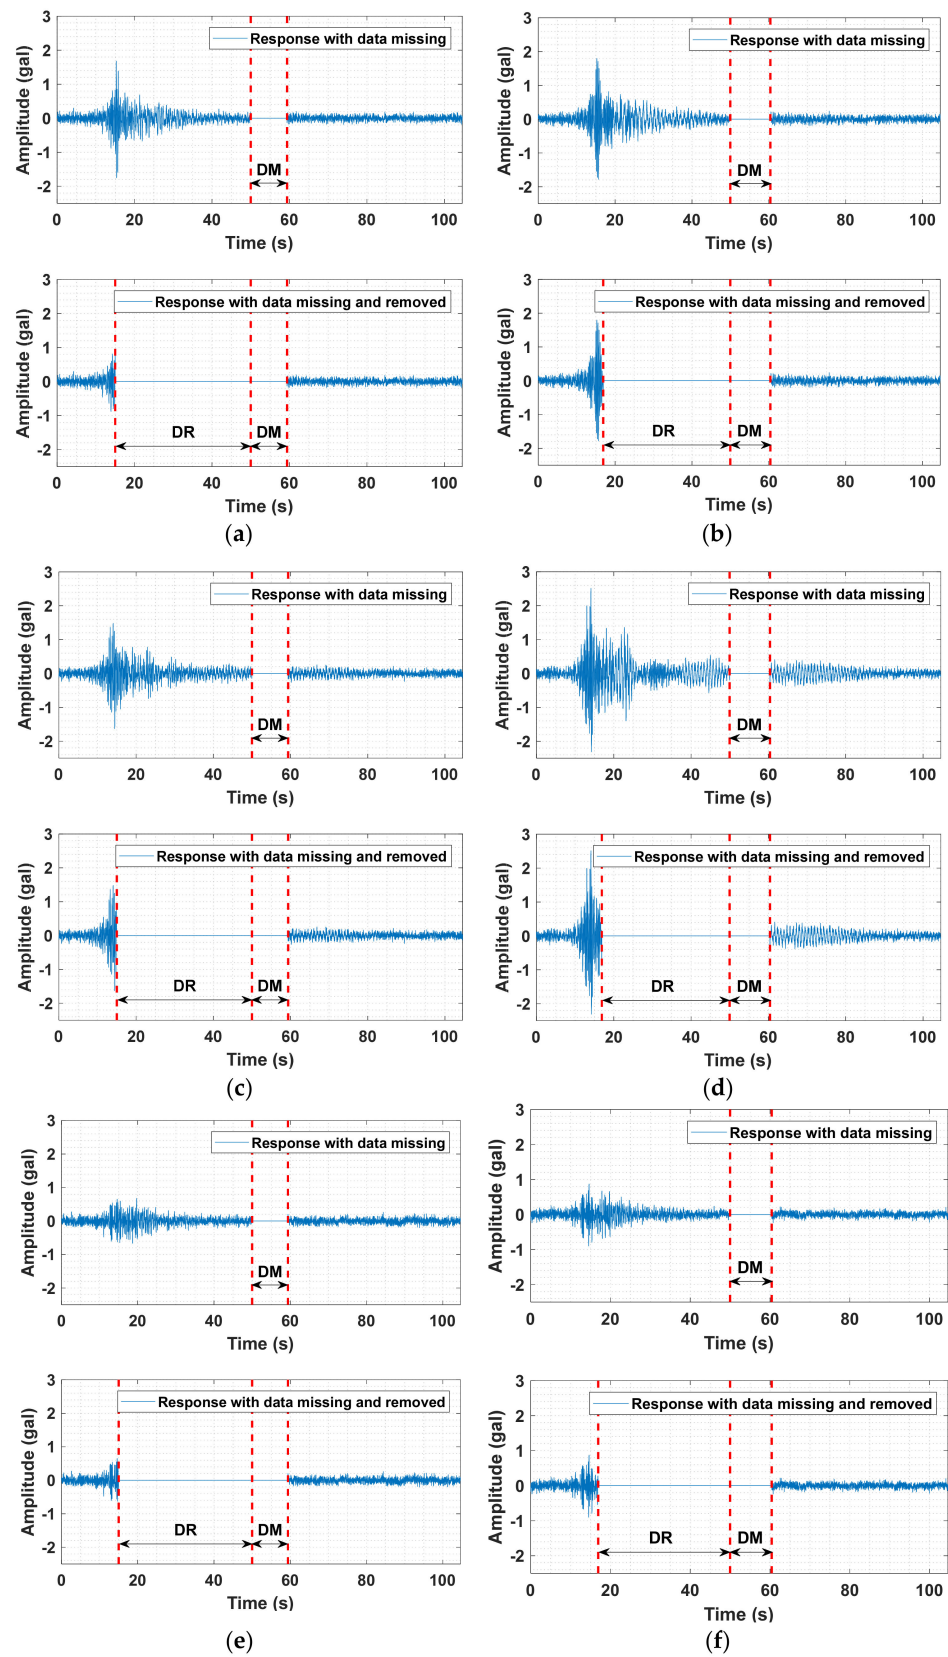 3
2
1
0
-1
-2
Amplitude (gal)
Response with data missing
DM
0 20 40 60 80 100
Time (s)
3
2
1
0
-1
-2
Amplitude (gal)
Response with data missing
DM
0 20 40 60 80 100
Time (s)
3
2
1
0
-1
-2
Amplitude (gal)
Response with data missing and removed
DR DM
0 20 40 60 80 100
Time (s)
(a)
3
2
1
0
-1
-2
Amplitude (gal)
Response with data missing and removed
DR DM
0 20 40 60 80 100
Time (s)
(b)
3
2
1
0
-1
-2
Amplitude (gal)
Response with data missing
DM
0 20 40 60 80 100
Time (s)
3
2
1
0
-1
-2
Amplitude (gal)
Response with data missing
DM
0 20 40 60 80 100
Time (s)
3
2
1
0
-1
-2
Amplitude (gal)
Response with data missing and removed
DR DM
0 20 40 60 80 100
Time (s)
(c)
3
2
1
0
-1
-2
Amplitude (gal)
Response with data missing and removed
DR DM
0 20 40 60 80 100
Time (s)
(d)
3
2
1
0
-1
-2
Amplitude (gal)
Response with data missing
DM
0 20 40 60 80 100
Time (s)
3
2
1
0
-1
-2
Amplitude (gal)
Response with data missing
DM
0 20 40 60 80 100
Time (s)
3
2
1
0
-1
-2
Amplitude (gal)
Response with data missing and removed
DR DM
0 20 40 60 80 100
Time (s)
(e)
3
2
1
0
-1
-2
Amplitude (gal)
Response with data missing and removed
DR DM
0 20 40 60 80 100
Time (s)
(f)